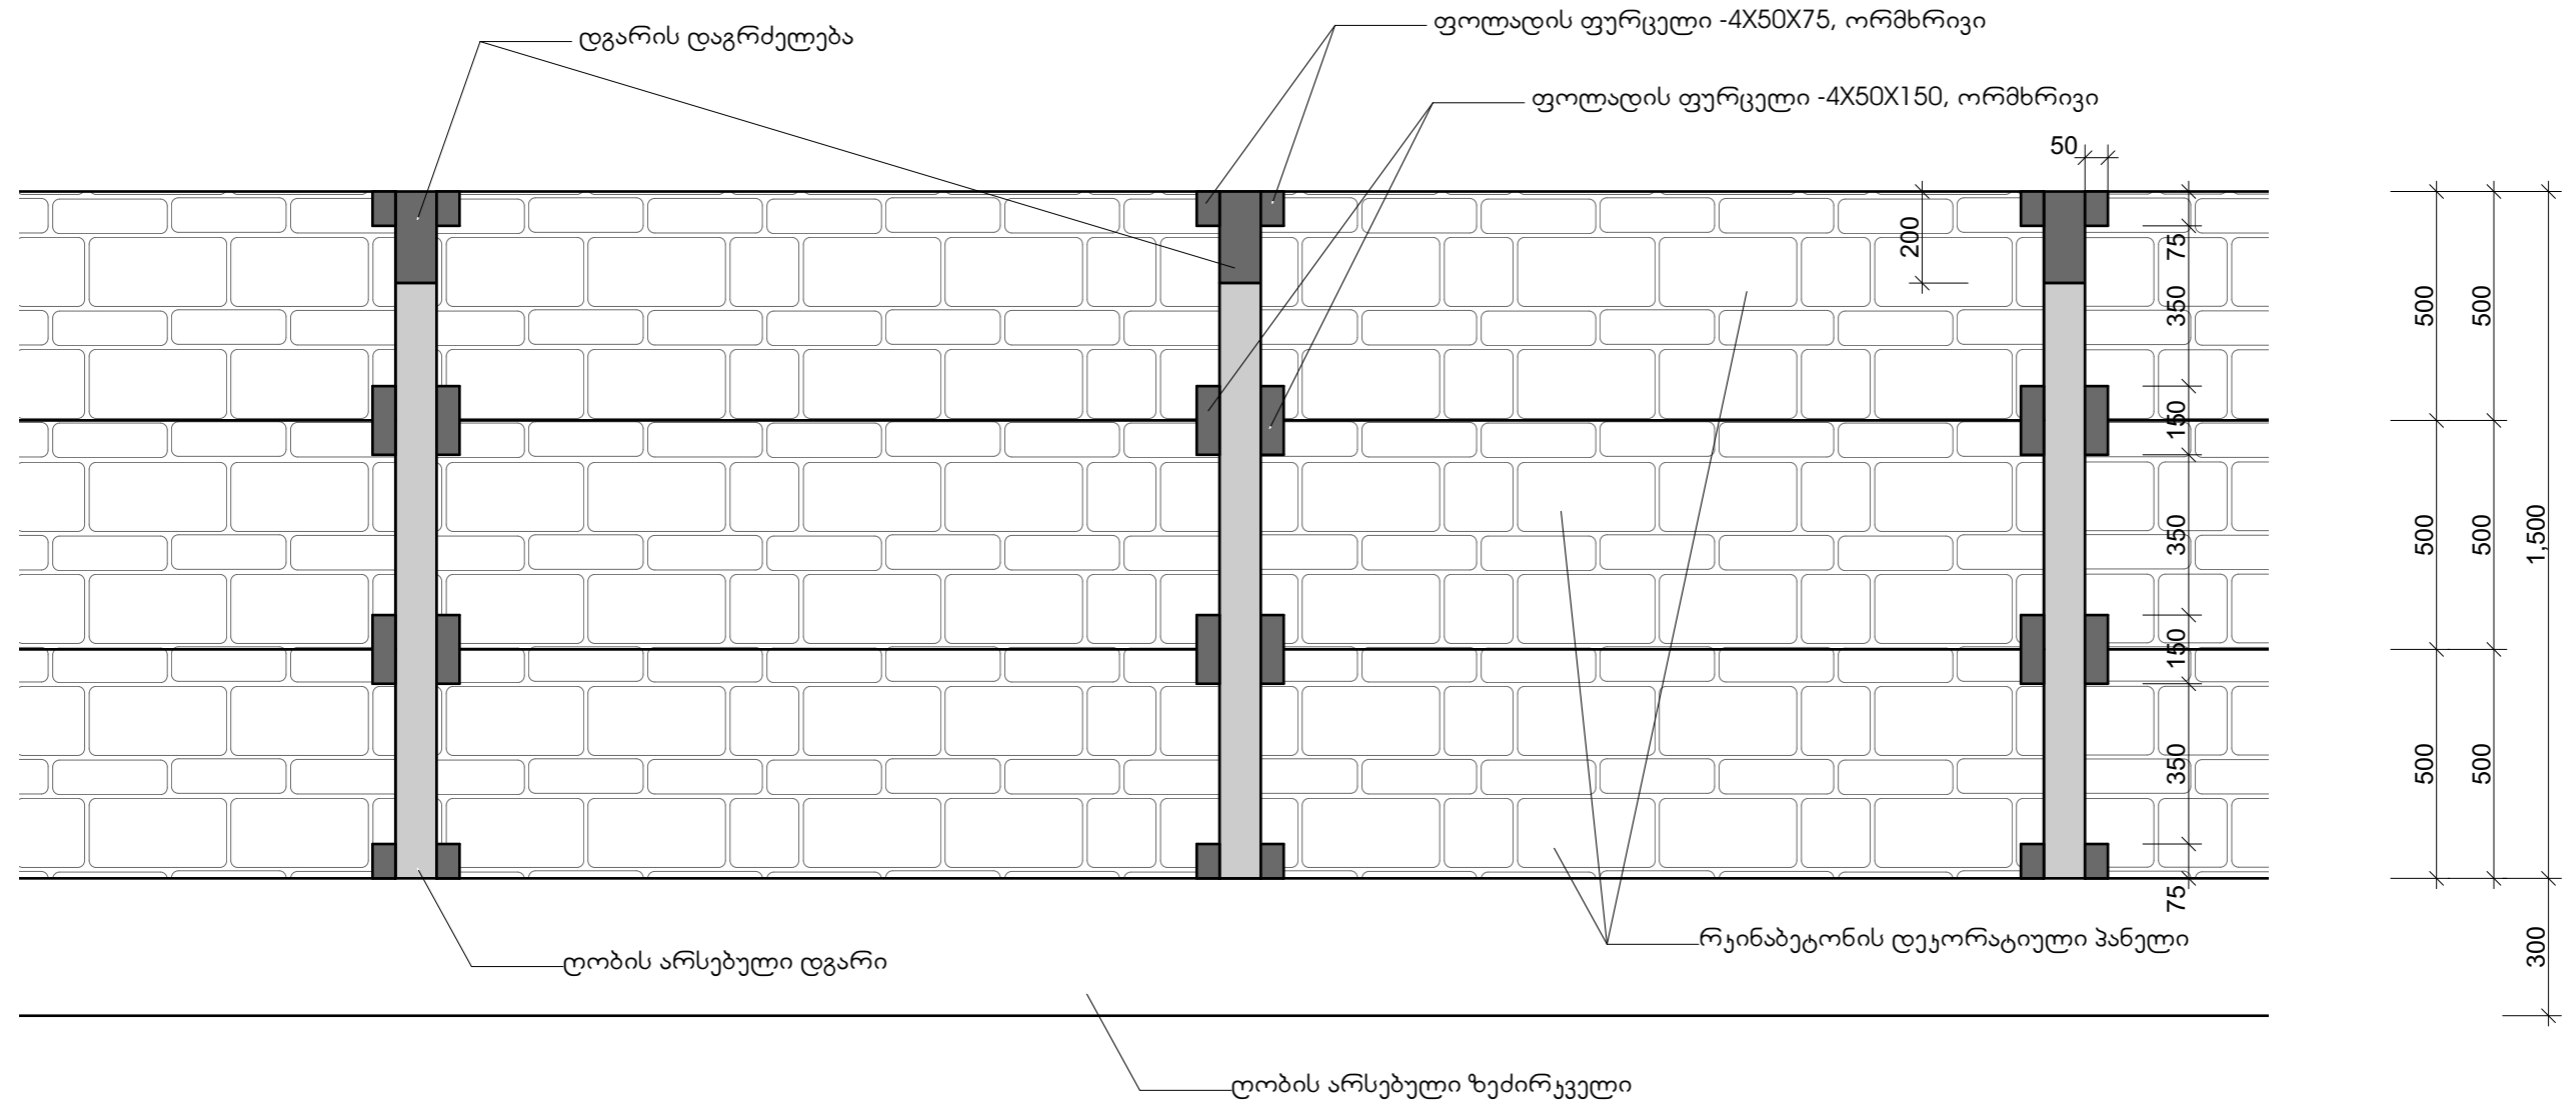 ფოლადის ფურცელი -4X50X75, ორმხრივი
დგარის დაგრძელება
ფოლადის ფურცელი -4X50X150, ორმხრივი
50
200
75
350
150
350
150
350
75
500
500
500
500
500
500
1,500
300
რკინაბეტონის დეკორატიული პანელი
ღობის არსებული დგარი
ღობის არსებული ზეძირკველი